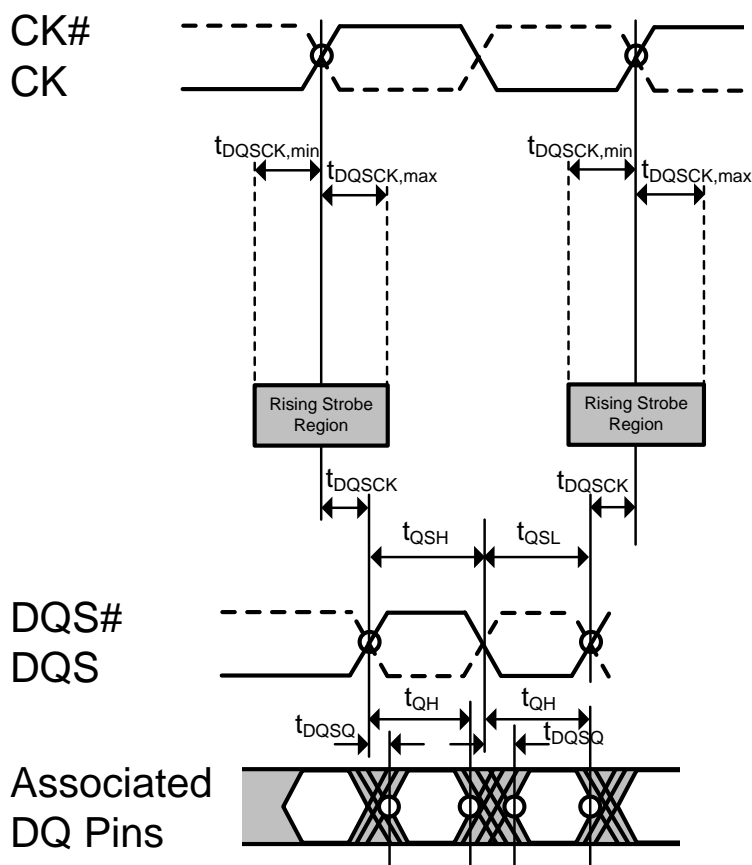 CK#
CK
tDQSCK,min
tDQSCK,max
tDQSCK,min
tDQSCK,max
Rising Strobe
Region
Rising Strobe
Region
tDQSCK
tDQSCK
tQSH
tQSL
DQS#
DQS
tQH
tQH
tDQSQ
tDQSQ
Associated
DQ Pins